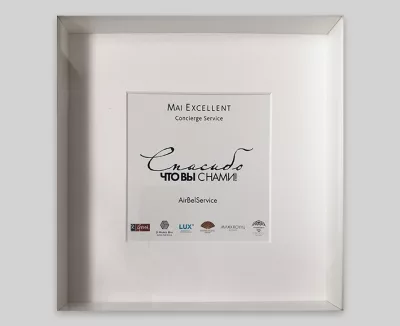 MAI EXCELLENT
Concierge Service
Спасибо
ЧТО ВЫ С НАМИ!!
AirBelService
LUX*